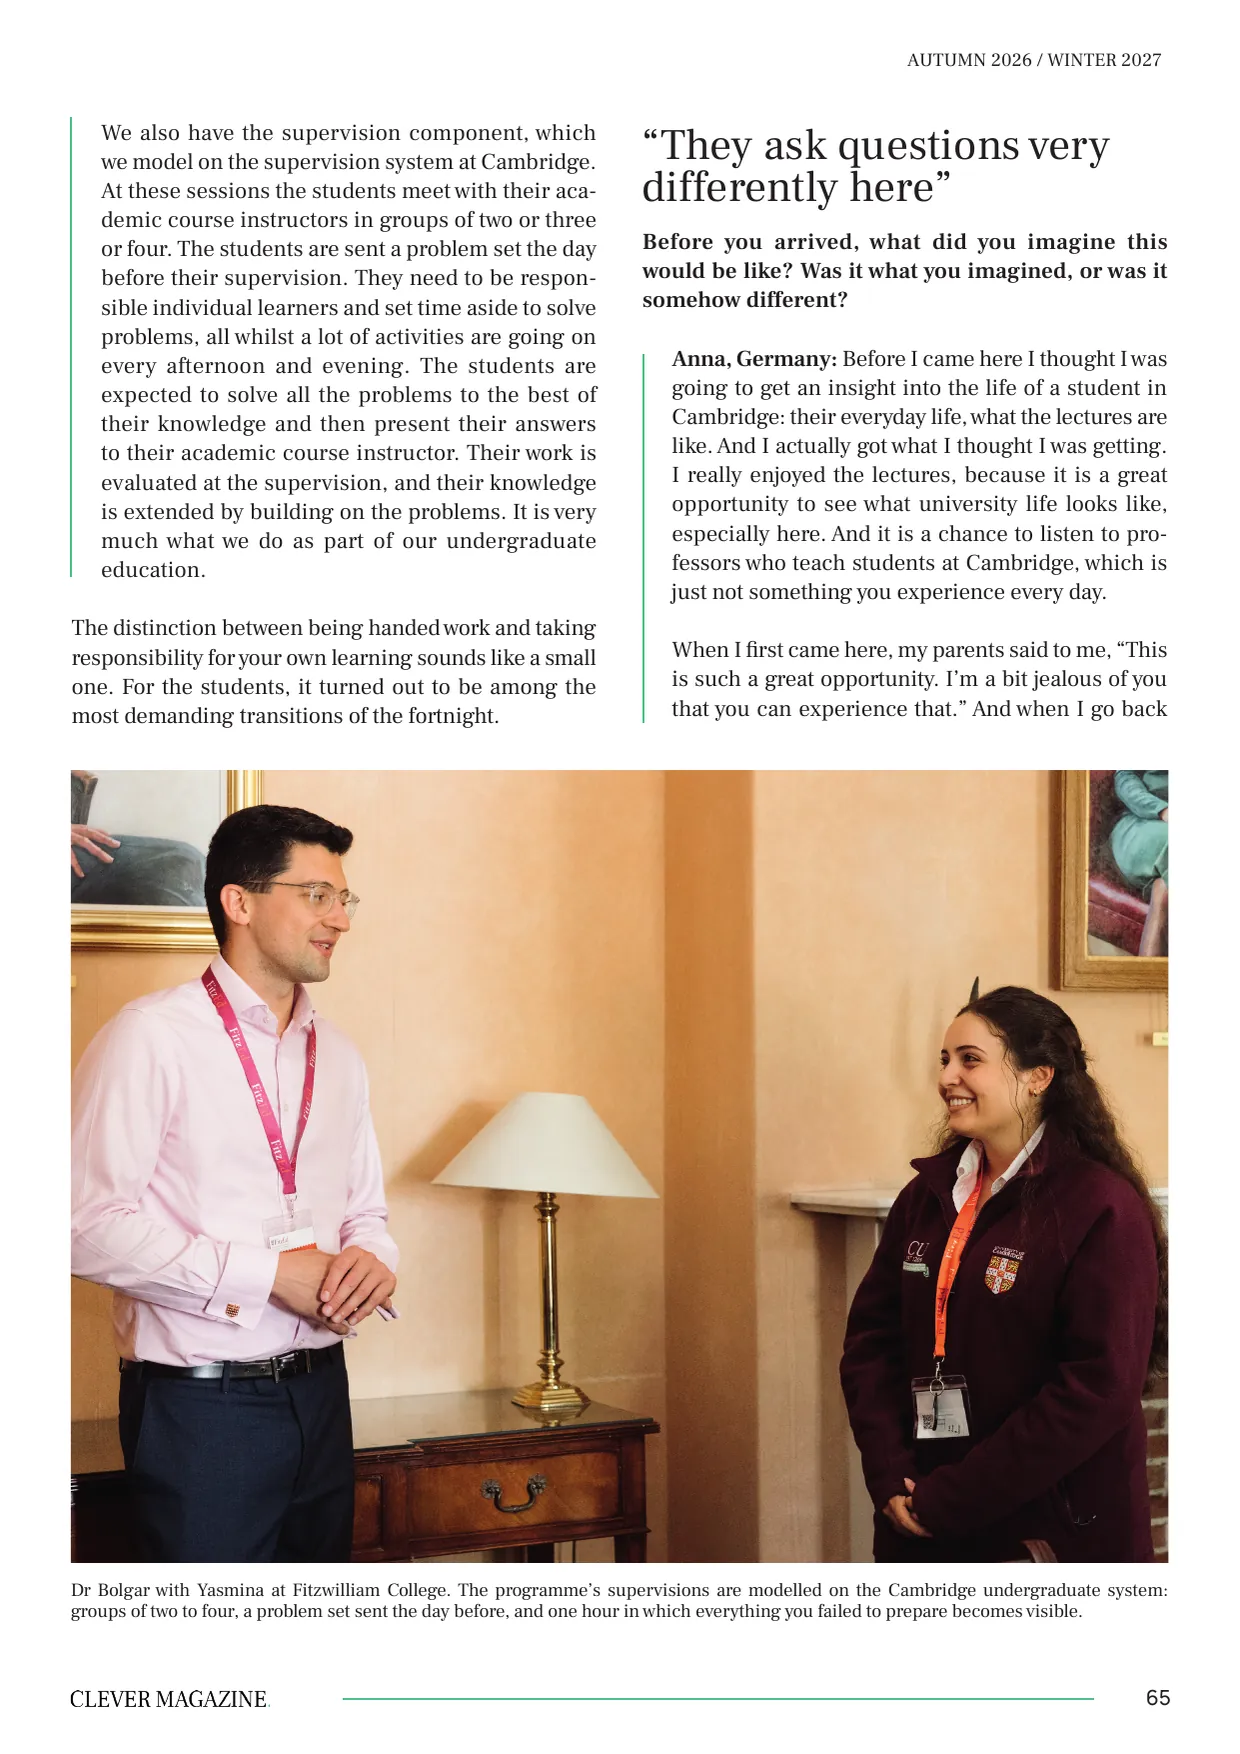 AUTUMN 2026 / WINTER 2027
We also have the supervision component, which
we model on the supervision system at Cambridge.
At these sessions the students meet with their aca-
demic course instructors in groups of two or three
or four. The students are sent a problem set the day
before their supervision. They need to be respon-
sible individual learners and set time aside to solve
problems, all whilst a lot of activities are going on
every afternoon and evening. The students are
expected to solve all the problems to the best of
their knowledge and then present their answers
to their academic course instructor. Their work is
evaluated at the supervision, and their knowledge
is extended by building on the problems. It is very
much what we do as part of our undergraduate
education.
The distinction between being handed work and taking
responsibility for your own learning sounds like a small
one. For the students, it turned out to be among the
most demanding transitions of the fortnight.
“They ask questions very
differently here”
Before you arrived, what did you imagine this
would be like? Was it what you imagined, or was it
somehow different?
Anna, Germany: Before I came here I thought I was
going to get an insight into the life of a student in
Cambridge: their everyday life, what the lectures are
like. And I actually got what I thought I was getting.
I really enjoyed the lectures, because it is a great
opportunity to see what university life looks like,
especially here. And it is a chance to listen to pro-
fessors who teach students at Cambridge, which is
just not something you experience every day.
When I first came here, my parents said to me, “This
is such a great opportunity. I’m a bit jealous of you
that you can experience that.” And when I go back
FitzEd
FitzEd
FitzEd
FitzEd
CU
UNIVERSITY OF
CAMBRIDGE
Dr Bolgar with Yasmina at Fitzwilliam College. The programme’s supervisions are modelled on the Cambridge undergraduate system:
groups of two to four, a problem set sent the day before, and one hour in which everything you failed to prepare becomes visible.
CLEVER MAGAZINE.
65